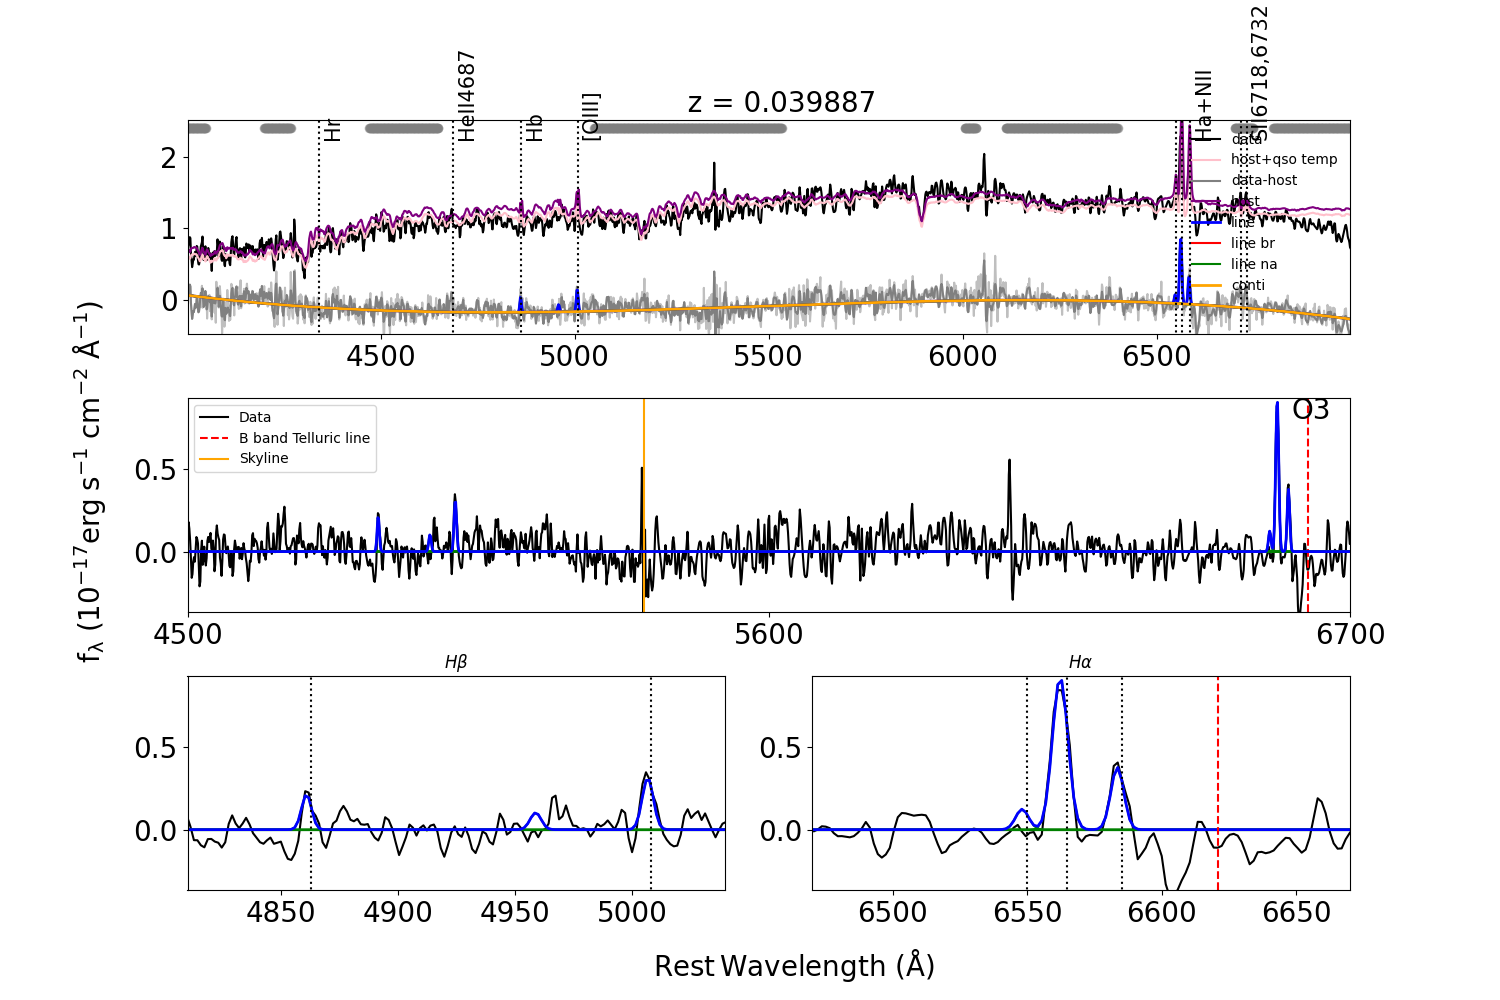 z = 0.039887
Hr
HeII4687
Hb
[OIII]
Ha+NII
SII6718,6732
data
host+qso temp
data-host
host
line
line br
line na
conti
2
1
0
4500 5000 5500 6000 6500
Data
B band Telluric line
Skyline
O3
0.5
0.0
4500 5600 6700
fλ (10⁻¹⁷erg s⁻¹ cm⁻² Å⁻¹)
Hβ
0.5
0.0
4850 4900 4950 5000
Hα
0.5
0.0
6500 6550 6600 6650
Rest Wavelength (Å)